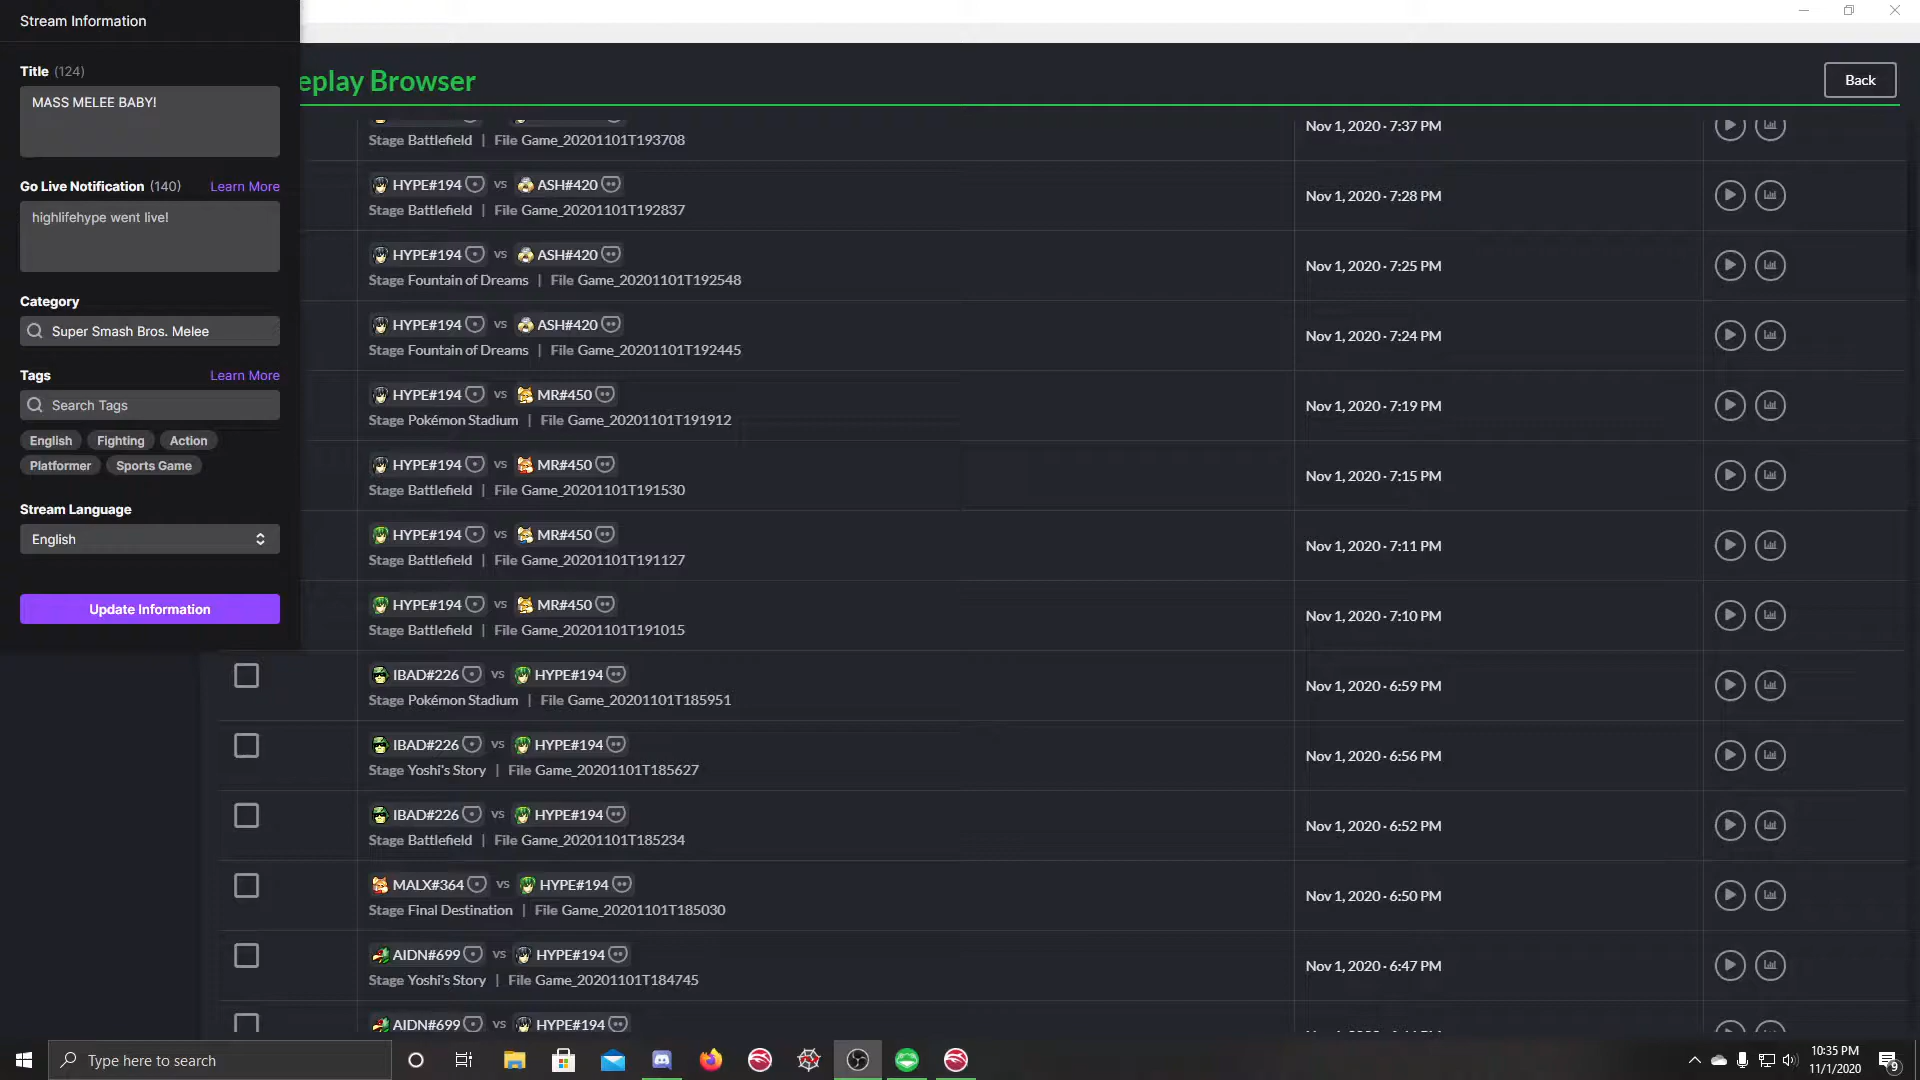 Stream Information
Title (124)
MASS MELEE BABY!
Go Live Notification (140) Learn More
highlifehype went live!
Category
Super Smash Bros. Melee
Tags Learn More
Search Tags
English Fighting Action
Platformer Sports Game
Stream Language
English
Update Information
eplay Browser
Back
Stage Battlefield | File Game_20201101T193708
Nov 1, 2020 - 7:37 PM
HYPE#194 vs ASH#420
Stage Battlefield | File Game_20201101T192837
Nov 1, 2020 - 7:28 PM
HYPE#194 vs ASH#420
Stage Fountain of Dreams | File Game_20201101T192548
Nov 1, 2020 - 7:25 PM
HYPE#194 vs ASH#420
Stage Fountain of Dreams | File Game_20201101T192445
Nov 1, 2020 - 7:24 PM
HYPE#194 vs MR#450
Stage Pokémon Stadium | File Game_20201101T191912
Nov 1, 2020 - 7:19 PM
HYPE#194 vs MR#450
Stage Battlefield | File Game_20201101T191530
Nov 1, 2020 - 7:15 PM
HYPE#194 vs MR#450
Stage Battlefield | File Game_20201101T191127
Nov 1, 2020 - 7:11 PM
HYPE#194 vs MR#450
Stage Battlefield | File Game_20201101T191015
Nov 1, 2020 - 7:10 PM
IBAD#226 vs HYPE#194
Stage Pokémon Stadium | File Game_20201101T185951
Nov 1, 2020 - 6:59 PM
IBAD#226 vs HYPE#194
Stage Yoshi's Story | File Game_20201101T185627
Nov 1, 2020 - 6:56 PM
IBAD#226 vs HYPE#194
Stage Battlefield | File Game_20201101T185234
Nov 1, 2020 - 6:52 PM
MALX#364 vs HYPE#194
Stage Final Destination | File Game_20201101T185030
Nov 1, 2020 - 6:50 PM
AIDN#699 vs HYPE#194
Stage Yoshi's Story | File Game_20201101T184745
Nov 1, 2020 - 6:47 PM
AIDN#699 vs HYPE#194
Type here to search
10:35 PM
11/1/2020
9